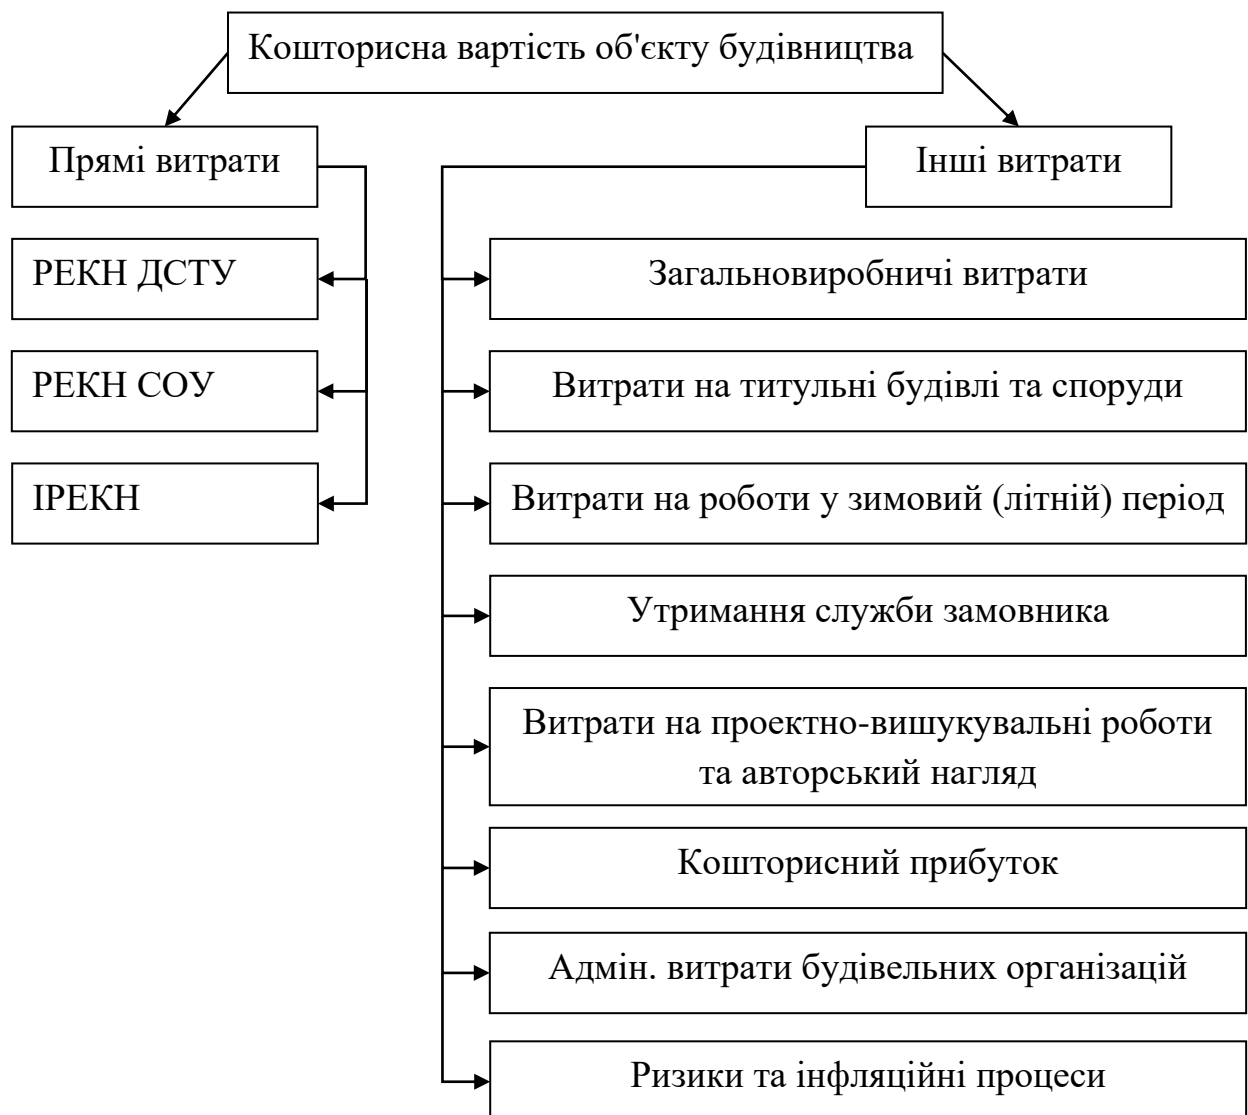 Кошторисна вартість об'єкту будівництва
Прямі витрати
Інші витрати
РЕКН ДСТУ
РЕКН СОУ
ІРЕКН
Загальновиробничі витрати
Витрати на титульні будівлі та споруди
Витрати на роботи у зимовий (літній) період
Утримання служби замовника
Витрати на проектно-вишукувальні роботи
та авторський нагляд
Кошторисний прибуток
Адмін. витрати будівельних організацій
Ризики та інфляційні процеси